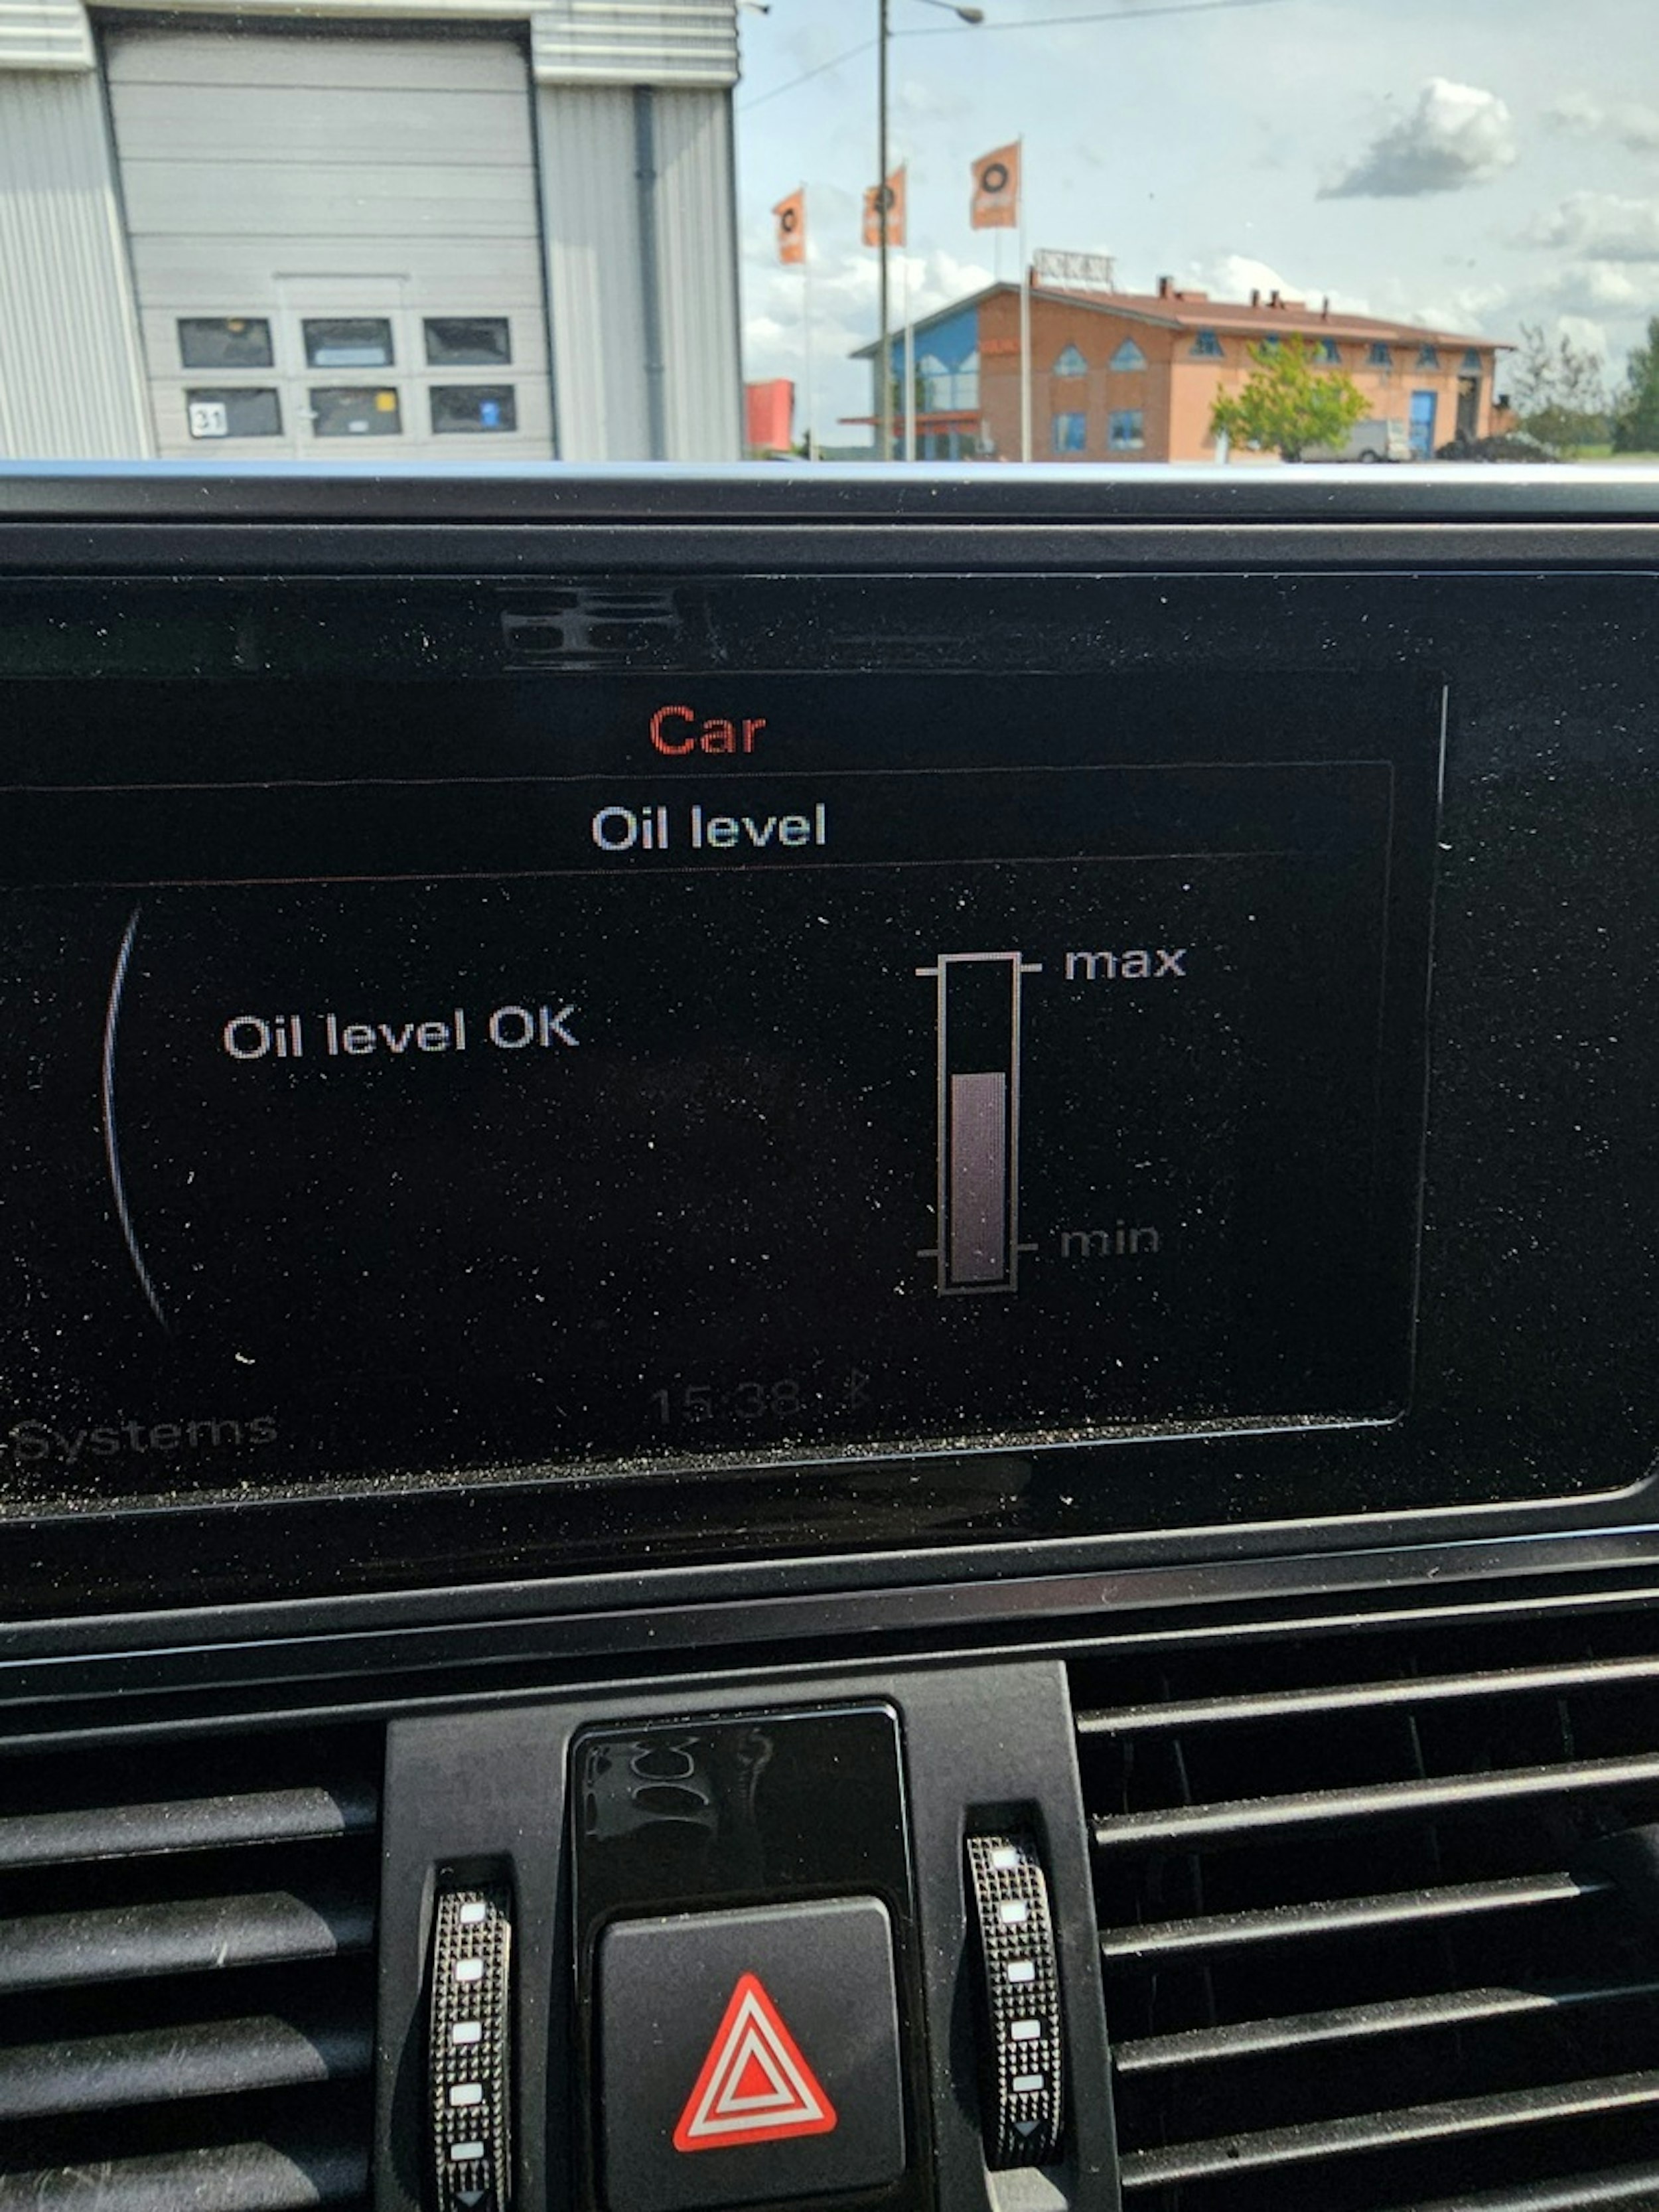 31
Car
Oil level
max
Oil level OK
min
Systems
15:38